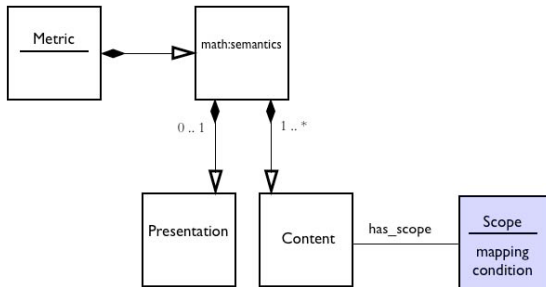 Metric
math:semantics
0 .. 1
1 .. *
Presentation
Content
has_scope
Scope
mapping
condition